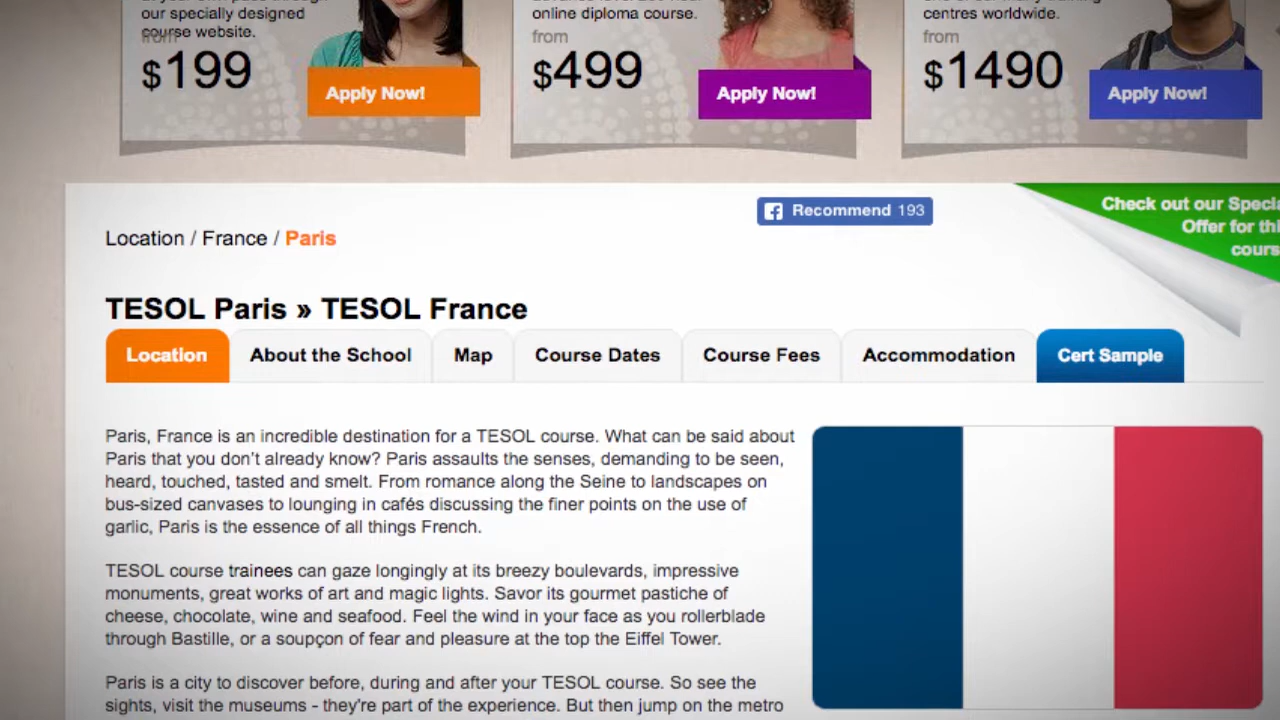 our specially designed
course website.
from
$199
Apply Now!
online diploma course.
from
$499
Apply Now!
centres worldwide.
from
$1490
Apply Now!
Recommend 193
Check out our
Offer for
Location / France / Paris
TESOL Paris » TESOL France
Location
About the School
Map
Course Dates
Course Fees
Accommodation
Cert Sample
Paris, France is an incredible destination for a TESOL course. What can be said about
Paris that you don't already know? Paris assaults the senses, demanding to be seen,
heard, touched, tasted and smelt. From romance along the Seine to landscapes on
bus-sized canvases to lounging in cafés discussing the finer points on the use of
garlic, Paris is the essence of all things French.
TESOL course trainees can gaze longingly at its breezy boulevards, impressive
monuments, great works of art and magic lights. Savor its gourmet pastiche of
cheese, chocolate, wine and seafood. Feel the wind in your face as you rollerblade
through Bastille, or a soupçon of fear and pleasure at the top the Eiffel Tower.
Paris is a city to discover before, during and after your TESOL course. So see the
sights, visit the museums - they're part of the experience. But then jump on the metro